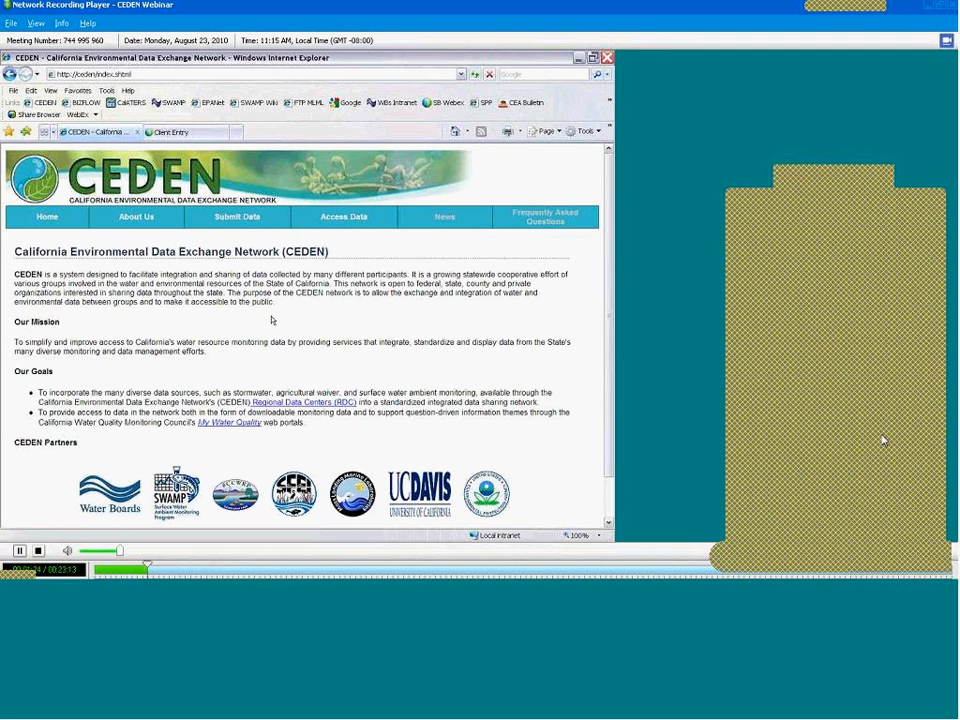 Network Recording Player - CEDEN Webinar
File View Info Help
Meeting Number: 744 995 960 Date: Monday, August 23, 2010 Time: 11:15 AM, Local Time (GMT -08:00)
CEDEN - California Environmental Data Exchange Network - Windows Internet Explorer
http://ceden/index.shtml Google
File Edit View Favorites Tools Help
Links CEDEN BIZFLOW CalATERS SWAMP EPANet SWAMP Wiki FTP MLML Google WBs Intranet SB Webex SPP CEA Bulletin
Share Browser WebEx
CEDEN - California ... Client Entry Page Tools
CEDEN
CALIFORNIA ENVIRONMENTAL DATA EXCHANGE NETWORK
Home About Us Submit Data Access Data News Frequently Asked
Questions
California Environmental Data Exchange Network (CEDEN)
CEDEN is a system designed to facilitate integration and sharing of data collected by many different participants. It is a growing statewide cooperative effort of
various groups involved in the water and environmental resources of the State of California. This network is open to federal, state, county and private
organizations interested in sharing data throughout the state. The purpose of the CEDEN network is to allow the exchange and integration of water and
environmental data between groups and to make it accessible to the public.
Our Mission
To simplify and improve access to California's water resource monitoring data by providing services that integrate, standardize and display data from the State's
many diverse monitoring and data management efforts.
Our Goals
To incorporate the many diverse data sources, such as stormwater, agricultural waiver, and surface water ambient monitoring, available through the
California Environmental Data Exchange Network's (CEDEN) Regional Data Centers (RDC) into a standardized integrated data sharing network.
To provide access to data in the network both in the form of downloadable monitoring data and to support question-driven information themes through the
California Water Quality Monitoring Council's My Water Quality web portals.
CEDEN Partners
Water Boards
SWAMP
Surface Water
Ambient Monitoring
Program
SCCWRP
SFEI
UCDAVIS
UNIVERSITY OF CALIFORNIA
Local intranet 100%
/ 00:23:13